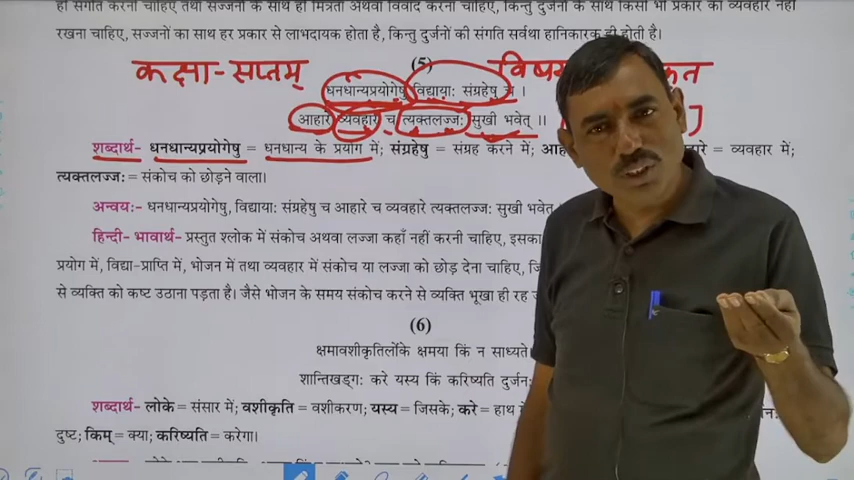 हो संगति करनी चाहिए तथा सज्जनों के साथ ही मित्रता अथवा विवाद करना चाहिए, किन्तु दुर्जनों के साथ किसी भी प्रकार का व्यवहार नहीं
रखना चाहिए, सज्जनों का साथ हर प्रकार से लाभदायक होता है, किन्तु दुर्जनों की संगति सर्वथा हानिकारक ही होती है।
कक्षा-सप्तम् (5)
धनधान्यप्रयोगेषु विद्यायाः संग्रहेषु च ।
आहारे व्यवहारे च त्यक्तलज्जः सुखी भवेत् ।।
शब्दार्थ- धनधान्यप्रयोगेषु = धनधान्य के प्रयोग में; संग्रहेषु = संग्रह करने में; = व्यवहार में;
त्यक्तलज्जः = संकोच को छोड़ने वाला।
अन्वयः- धनधान्यप्रयोगेषु, विद्यायाः संग्रहेषु च आहारे च व्यवहारे त्यक्तलज्जः सुखी भवेत्
हिन्दी- भावार्थ- प्रस्तुत श्लोक में संकोच अथवा लज्जा कहाँ नहीं करनी चाहिए, इसका
प्रयोग में, विद्या-प्राप्ति में, भोजन में तथा व्यवहार में संकोच या लज्जा को छोड़ देना चाहिए,
से व्यक्ति को कष्ट उठाना पड़ता है। जैसे भोजन के समय संकोच करने से व्यक्ति भूखा ही रह
(6)
क्षमावशीकृतिर्लोके क्षमया किं न साध्यते
शान्तिखड्गः करे यस्य किं करिष्यति दुर्जनः
शब्दार्थ- लोके = संसार में; वशीकृति = वशीकरण; यस्य = जिसके; करे = हाथ
दुष्ट; किम् = क्या; करिष्यति = करेगा।